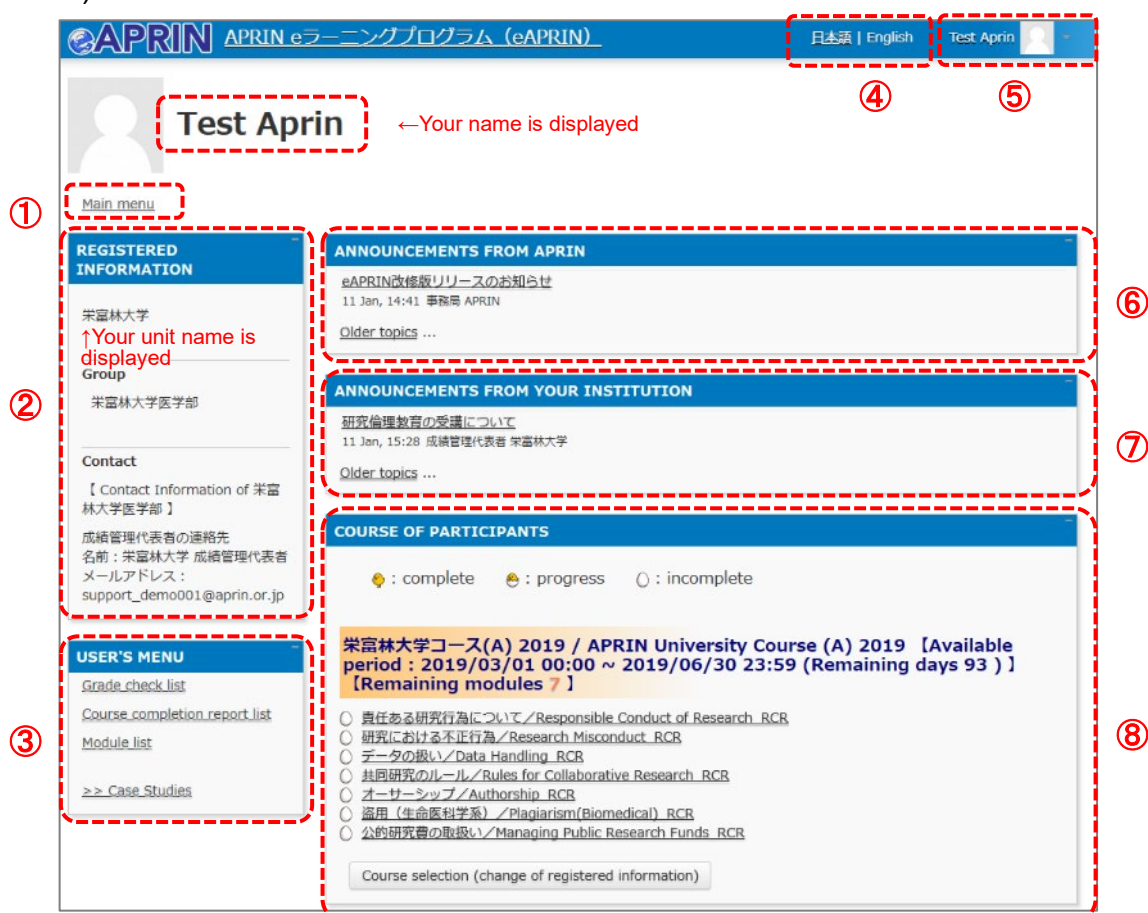 eAPRIN APRIN eラーニングプログラム（eAPRIN） 日本語 | English Test Aprin
④ ⑤
Test Aprin ←Your name is displayed
① Main menu
REGISTERED INFORMATION
栄富林大学
↑Your unit name is
displayed
Group
栄富林大学医学部
②
Contact
【 Contact Information of 栄富
林大学医学部 】
成績管理代表者の連絡先
名前：栄富林大学 成績管理代表者
メールアドレス：
support_demo001@aprin.or.jp
USER'S MENU
Grade check list
Course completion report list
③ Module list
>> Case Studies
ANNOUNCEMENTS FROM APRIN
eAPRIN改修版リリースのお知らせ
11 Jan, 14:41 事務局 APRIN
⑥
Older topics ...
ANNOUNCEMENTS FROM YOUR INSTITUTION
研究倫理教育の受講について
11 Jan, 15:28 成績管理代表者 栄富林大学
⑦
Older topics ...
COURSE OF PARTICIPANTS
: complete : progress : incomplete
栄富林大学コース(A) 2019 / APRIN University Course (A) 2019 【Available
period : 2019/03/01 00:00 ~ 2019/06/30 23:59 (Remaining days 93 ) 】
【Remaining modules 7 】
責任ある研究行為について／Responsible Conduct of Research_RCR
研究における不正行為／Research Misconduct_RCR
⑧
データの扱い／Data Handling_RCR
共同研究のルール／Rules for Collaborative Research_RCR
オーサーシップ／Authorship_RCR
盗用（生命医科学系）／Plagiarism(Biomedical)_RCR
公的研究費の取扱い／Managing Public Research Funds_RCR
Course selection (change of registered information)